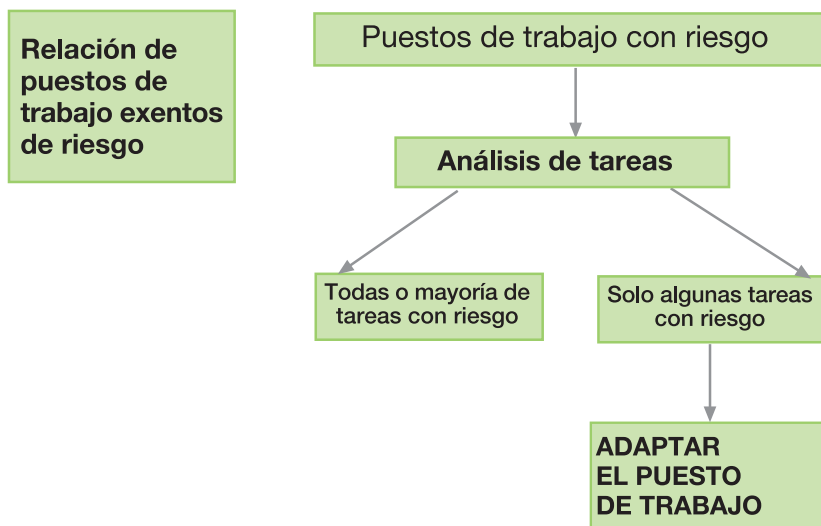 Relación de
puestos de
trabajo exentos
de riesgo
Puestos de trabajo con riesgo
Análisis de tareas
Todas o mayoría de
tareas con riesgo
Solo algunas tareas
con riesgo
ADAPTAR
EL PUESTO
DE TRABAJO